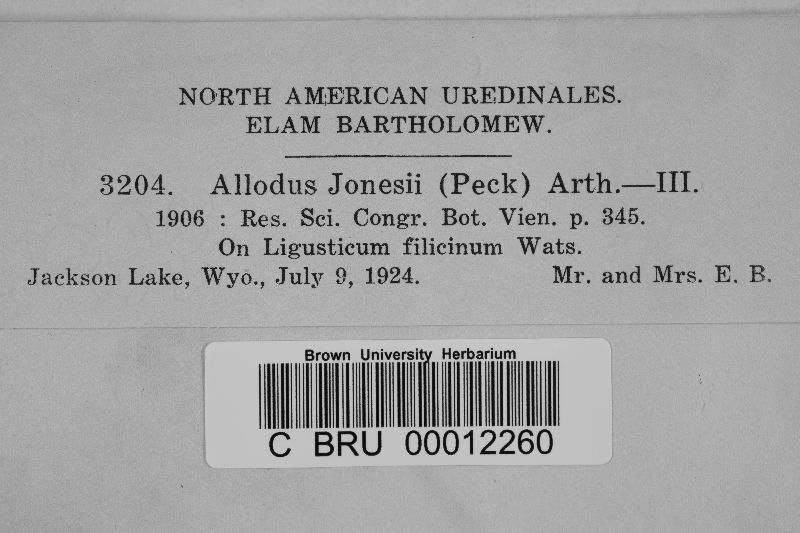 NORTH AMERICAN UREDINALES.
ELAM BARTHOLOMEW.
3204. Allodus Jonesii (Peck) Arth.—III.
1906 : Res. Sci. Congr. Bot. Vien. p. 345.
On Ligusticum filicinum Wats.
Jackson Lake, Wyo., July 9, 1924. Mr. and Mrs. E. B.
Brown University Herbarium
C BRU 00012260